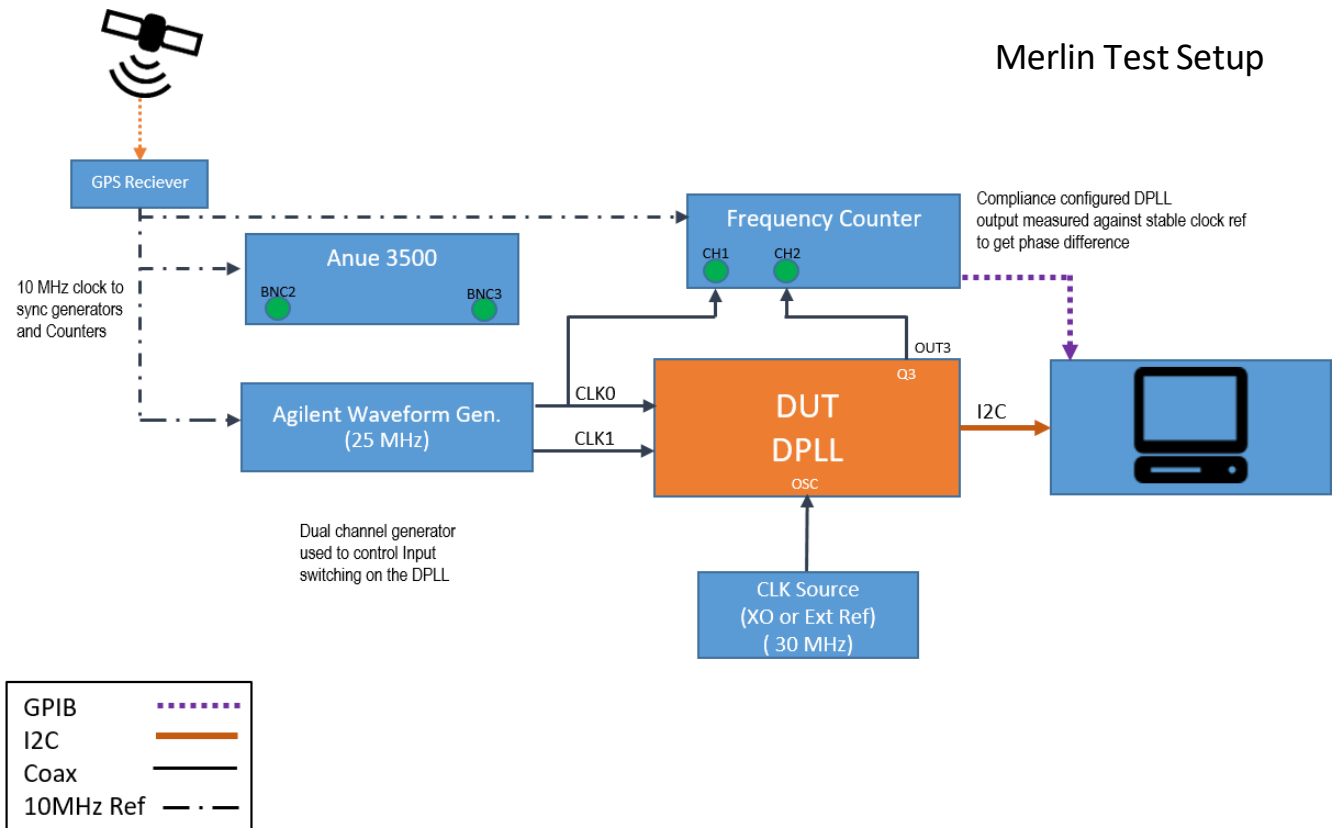 Merlin Test Setup
GPS Reciever
Frequency Counter
CH1
CH2
Compliance configured DPLL
output measured against stable clock ref
to get phase difference
Anue 3500
BNC2
BNC3
10 MHz clock to
sync generators
and Counters
OUT3
Q3
Agilent Waveform Gen.
(25 MHz)
CLK0
CLK1
DUT
DPLL
OSC
I2C
Dual channel generator
used to control Input
switching on the DPLL
CLK Source
(XO or Ext Ref)
( 30 MHz)
GPIB
I2C
Coax
10MHz Ref